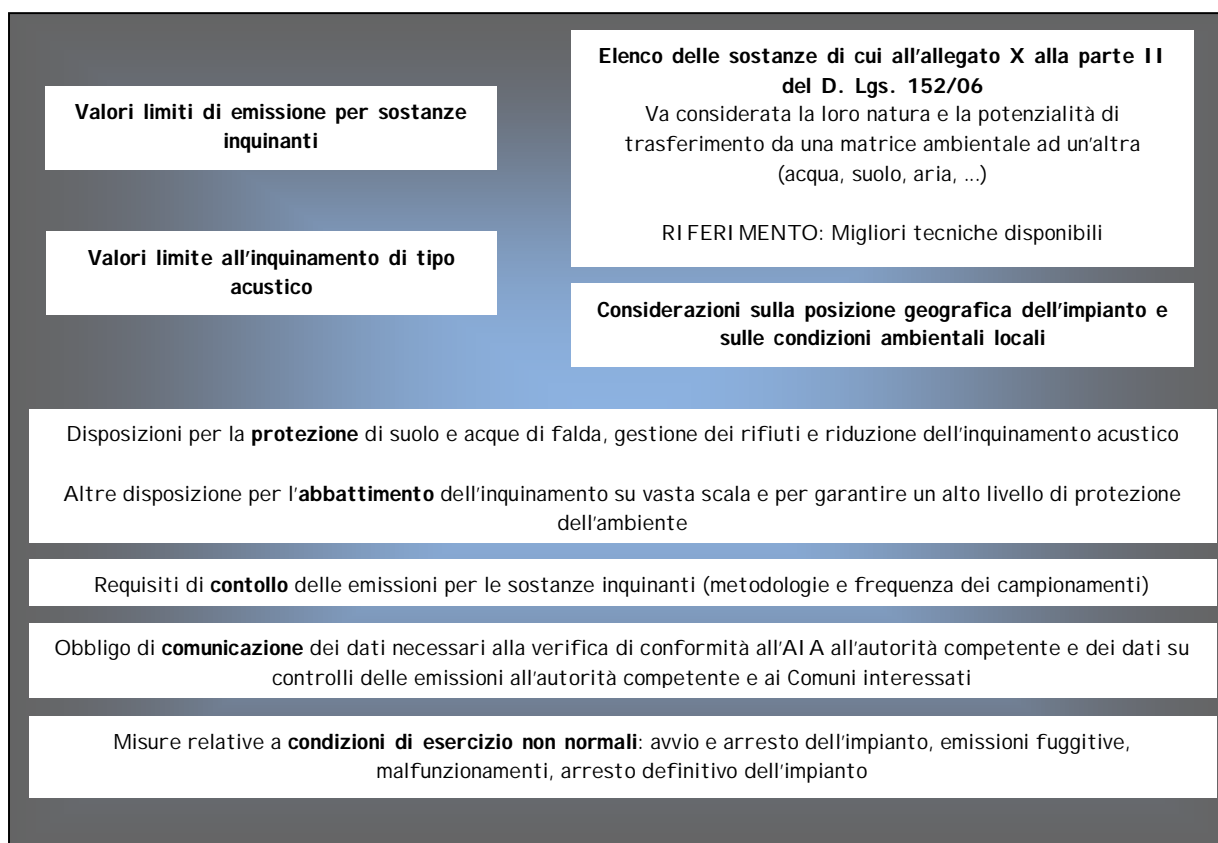 Valori limiti di emissione per sostanze
inquinanti
Valori limite all'inquinamento di tipo
acustico
Elenco delle sostanze di cui all'allegato X alla parte II
del D. Lgs. 152/06
Va considerata la loro natura e la potenzialità di
trasferimento da una matrice ambientale ad un'altra
(acqua, suolo, aria, ...)
RIFERIMENTO: Migliori tecniche disponibili
Considerazioni sulla posizione geografica dell'impianto e
sulle condizioni ambientali locali
Disposizioni per la protezione di suolo e acque di falda, gestione dei rifiuti e riduzione dell'inquinamento acustico
Altre disposizione per l'abbattimento dell'inquinamento su vasta scala e per garantire un alto livello di protezione
dell'ambiente
Requisiti di contollo delle emissioni per le sostanze inquinanti (metodologie e frequenza dei campionamenti)
Obbligo di comunicazione dei dati necessari alla verifica di conformità all'AIA all'autorità competente e dei dati su
controlli delle emissioni all'autorità competente e ai Comuni interessati
Misure relative a condizioni di esercizio non normali: avvio e arresto dell'impianto, emissioni fuggitive,
malfunzionamenti, arresto definitivo dell'impianto